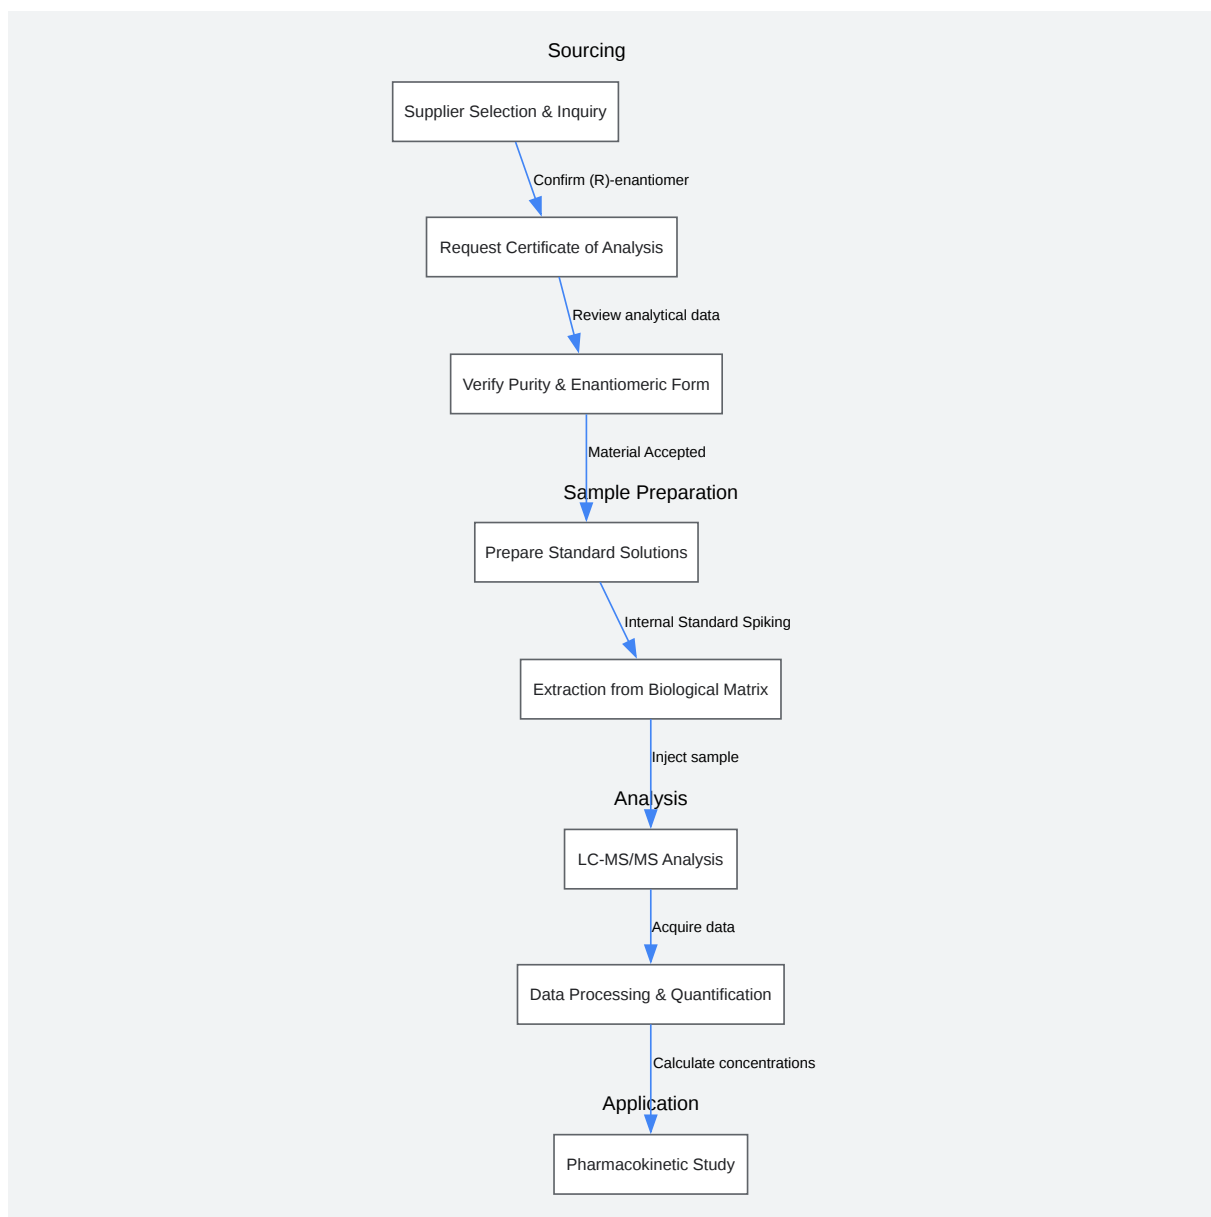 Sourcing
Supplier Selection & Inquiry
Confirm (R)-enantiomer
Request Certificate of Analysis
Review analytical data
Verify Purity & Enantiomeric Form
Material Accepted
Sample Preparation
Prepare Standard Solutions
Internal Standard Spiking
Extraction from Biological Matrix
Inject sample
Analysis
LC-MS/MS Analysis
Acquire data
Data Processing & Quantification
Calculate concentrations
Application
Pharmacokinetic Study